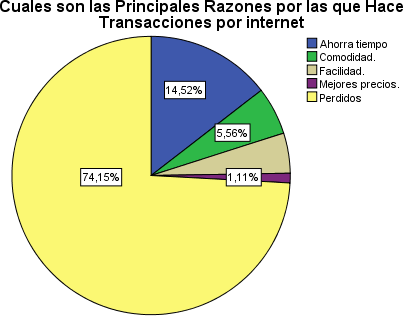 Cuales son las Principales Razones por las que Hace
Transacciones por internet
Ahorra tiempo
Comodidad.
Facilidad.
Mejores precios.
Perdidos
14,52%
5,56%
74,15%
1,11%